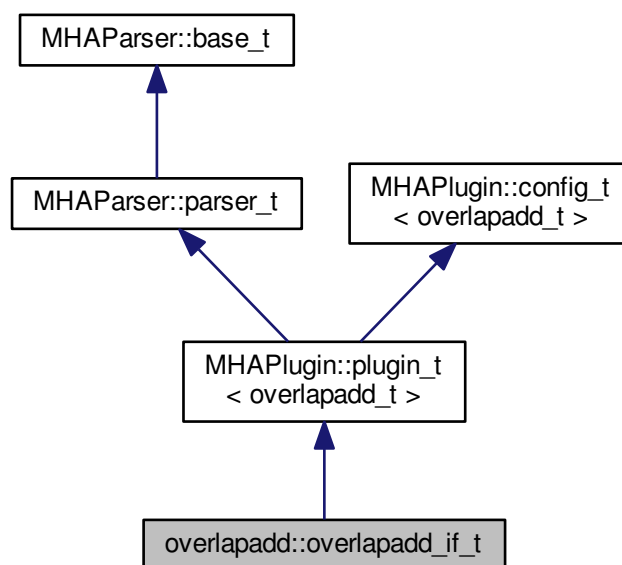 MHAParser::base_t
MHAParser::parser_t
MHAPlugin::config_t
< overlapadd_t >
MHAPlugin::plugin_t
< overlapadd_t >
overlapadd::overlapadd_if_t